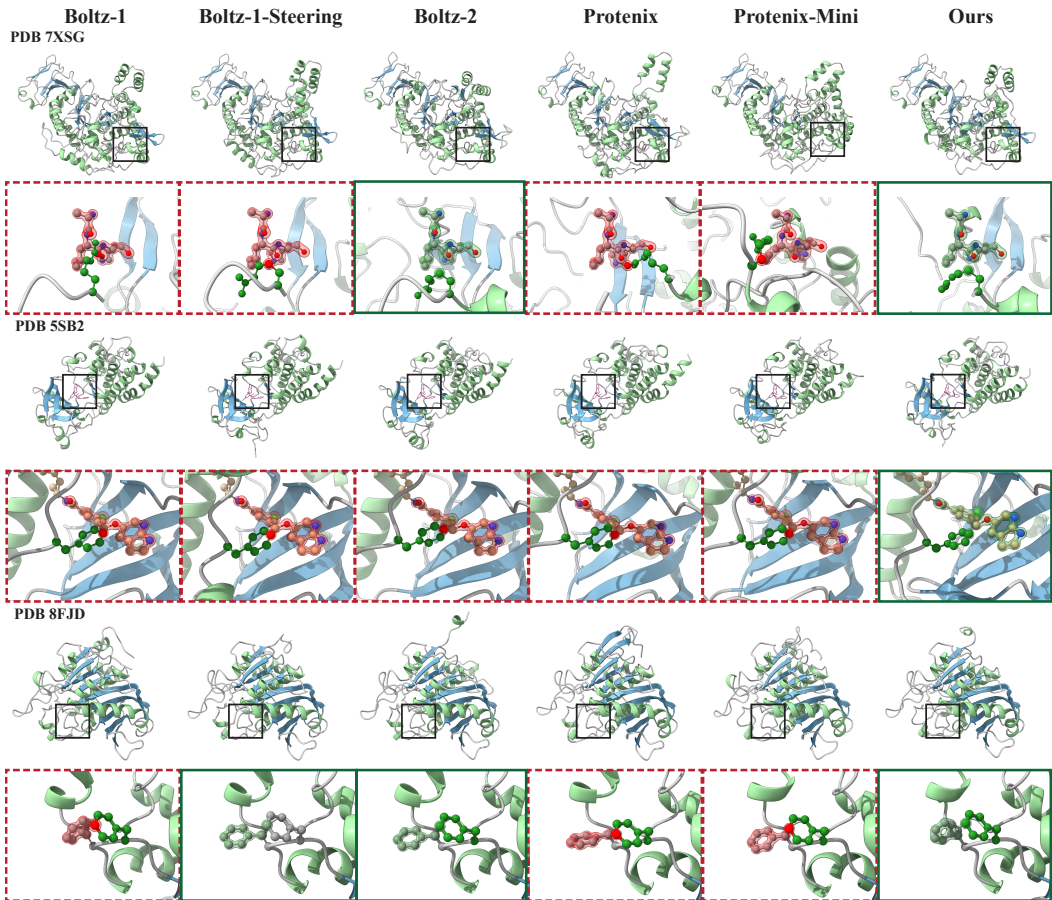 Boltz-1 Boltz-1-Steering Boltz-2 Protenix Protenix-Mini Ours
PDB 7XSG
PDB 5SB2
PDB 8FJD